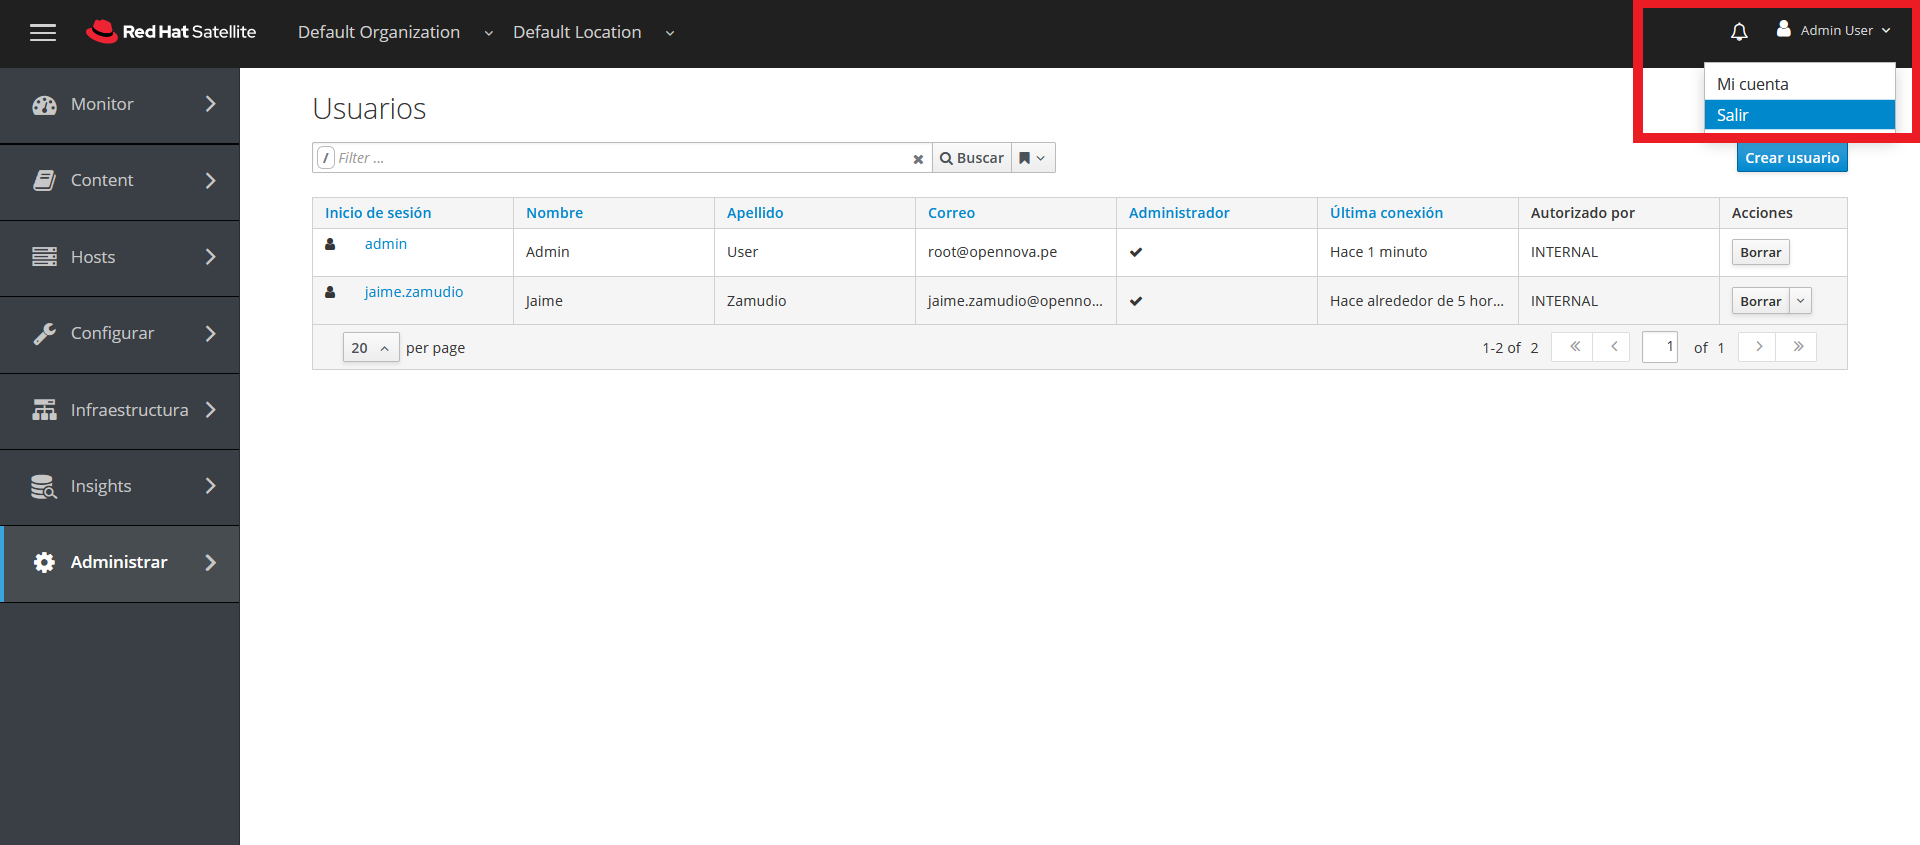 Red Hat Satellite Default Organization Default Location Admin User
Mi cuenta
Salir
Monitor
Content
Hosts
Configurar
Infraestructura
Insights
Administrar
Usuarios
/ Filter ... Buscar
Crear usuario
Inicio de sesión Nombre Apellido Correo Administrador Última conexión Autorizado por Acciones
admin Admin User root@opennova.pe Hace 1 minuto INTERNAL Borrar
jaime.zamudio Jaime Zamudio jaime.zamudio@openno... Hace alrededor de 5 hor... INTERNAL Borrar
20 per page 1-2 of 2 1 of 1